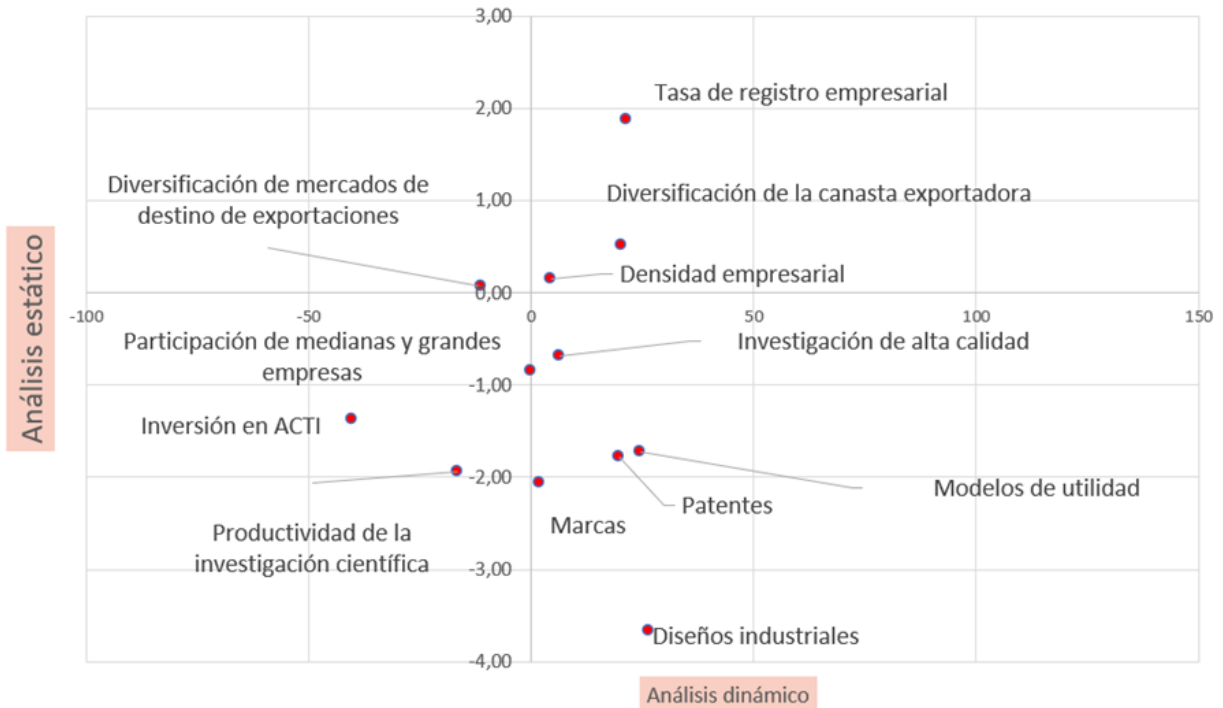 3,00
Tasa de registro empresarial
2,00
Diversificación de mercados de
destino de exportaciones
1,00
Diversificación de la canasta exportadora
Densidad empresarial
0,00
-100
-50
0
50
100
150
Participación de medianas y grandes
empresas
Investigación de alta calidad
-1,00
Inversión en ACTI
-2,00
Modelos de utilidad
Patentes
Marcas
Productividad de la
investigación científica
-3,00
Diseños industriales
-4,00
Análisis estático
Análisis dinámico